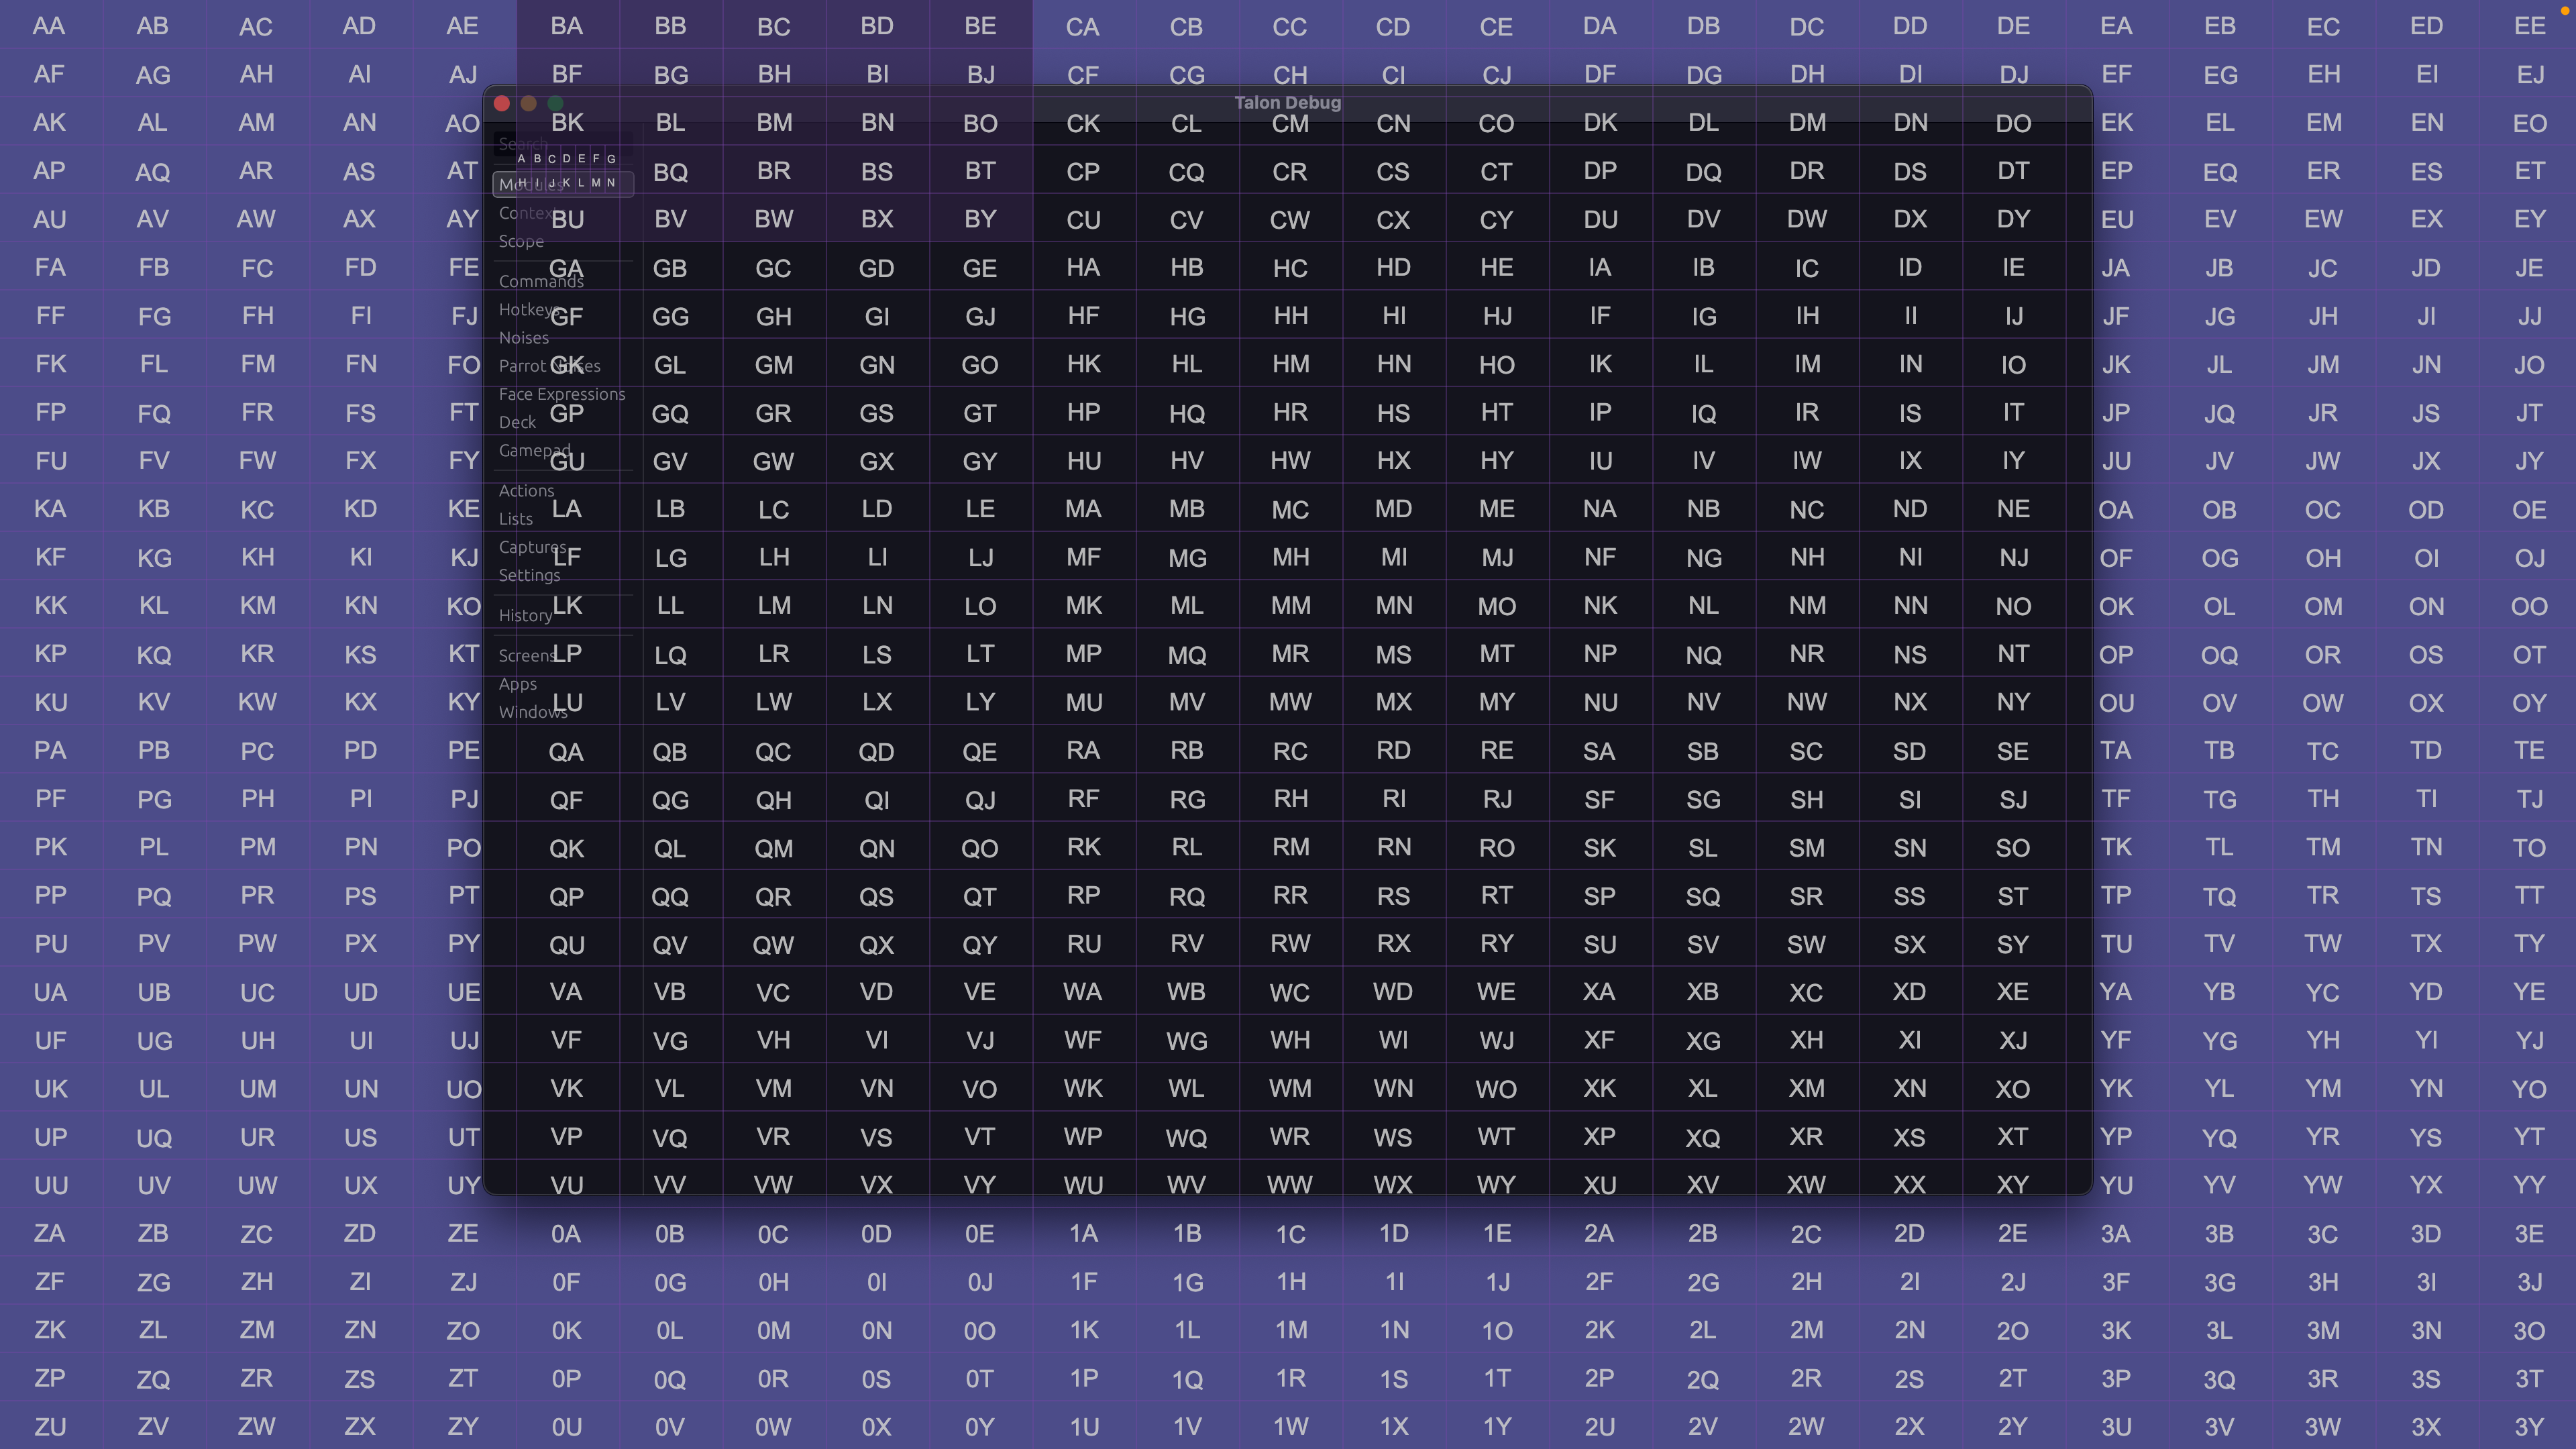 AA AB AC AD AE BA BB BC BD BE CA CB CC CD CE DA DB DC DD DE EA EB EC ED EE
AF AG AH AI AJ BF BG BH BI BJ CF CG CH CI CJ DF DG DH DI DJ EF EG EH EI EJ
Talon Debug
AK AL AM AN AO BK BL BM BN BO CK CL CM CN CO DK DL DM DN DO EK EL EM EN EO
Search
A B C D E F G
AP AQ AR AS AT BQ BR BS BT CP CQ CR CS CT DP DQ DR DS DT EP EQ ER ES ET
Modules
H I J K L M N
Contexts
AU AV AW AX AY BU BV BW BX BY CU CV CW CX CY DU DV DW DX DY EU EV EW EX EY
Scope
FA FB FC FD FE GA GB GC GD GE HA HB HC HD HE IA IB IC ID IE JA JB JC JD JE
Commands
Hotkeys
FF FG FH FI FJ GF GG GH GI GJ HF HG HH HI HJ IF IG IH II IJ JF JG JH JI JJ
Noises
FK FL FM FN FO GK GL GM GN GO HK HL HM HN HO IK IL IM IN IO JK JL JM JN JO
Parrot Noises
Face Expressions
FP FQ FR FS FT GP GQ GR GS GT HP HQ HR HS HT IP IQ IR IS IT JP JQ JR JS JT
Deck
Gamepad
FU FV FW FX FY GU GV GW GX GY HU HV HW HX HY IU IV IW IX IY JU JV JW JX JY
Actions
KA KB KC KD KE LA LB LC LD LE MA MB MC MD ME NA NB NC ND NE OA OB OC OD OE
Lists
Captures
KF KG KH KI KJ LF LG LH LI LJ MF MG MH MI MJ NF NG NH NI NJ OF OG OH OI OJ
Settings
KK KL KM KN KO LK LL LM LN LO MK ML MM MN MO NK NL NM NN NO OK OL OM ON OO
History
KP KQ KR KS KT LP LQ LR LS LT MP MQ MR MS MT NP NQ NR NS NT OP OQ OR OS OT
Screens
Apps
KU KV KW KX KY LU LV LW LX LY MU MV MW MX MY NU NV NW NX NY OU OV OW OX OY
Windows
PA PB PC PD PE QA QB QC QD QE RA RB RC RD RE SA SB SC SD SE TA TB TC TD TE
PF PG PH PI PJ QF QG QH QI QJ RF RG RH RI RJ SF SG SH SI SJ TF TG TH TI TJ
PK PL PM PN PO QK QL QM QN QO RK RL RM RN RO SK SL SM SN SO TK TL TM TN TO
PP PQ PR PS PT QP QQ QR QS QT RP RQ RR RS RT SP SQ SR SS ST TP TQ TR TS TT
PU PV PW PX PY QU QV QW QX QY RU RV RW RX RY SU SV SW SX SY TU TV TW TX TY
UA UB UC UD UE VA VB VC VD VE WA WB WC WD WE XA XB XC XD XE YA YB YC YD YE
UF UG UH UI UJ VF VG VH VI VJ WF WG WH WI WJ XF XG XH XI XJ YF YG YH YI YJ
UK UL UM UN UO VK VL VM VN VO WK WL WM WN WO XK XL XM XN XO YK YL YM YN YO
UP UQ UR US UT VP VQ VR VS VT WP WQ WR WS WT XP XQ XR XS XT YP YQ YR YS YT
UU UV UW UX UY VU VV VW VX VY WU WV WW WX WY XU XV XW XX XY YU YV YW YX YY
ZA ZB ZC ZD ZE 0A 0B 0C 0D 0E 1A 1B 1C 1D 1E 2A 2B 2C 2D 2E 3A 3B 3C 3D 3E
ZF ZG ZH ZI ZJ 0F 0G 0H 0I 0J 1F 1G 1H 1I 1J 2F 2G 2H 2I 2J 3F 3G 3H 3I 3J
ZK ZL ZM ZN ZO 0K 0L 0M 0N 0O 1K 1L 1M 1N 1O 2K 2L 2M 2N 2O 3K 3L 3M 3N 3O
ZP ZQ ZR ZS ZT 0P 0Q 0R 0S 0T 1P 1Q 1R 1S 1T 2P 2Q 2R 2S 2T 3P 3Q 3R 3S 3T
ZU ZV ZW ZX ZY 0U 0V 0W 0X 0Y 1U 1V 1W 1X 1Y 2U 2V 2W 2X 2Y 3U 3V 3W 3X 3Y